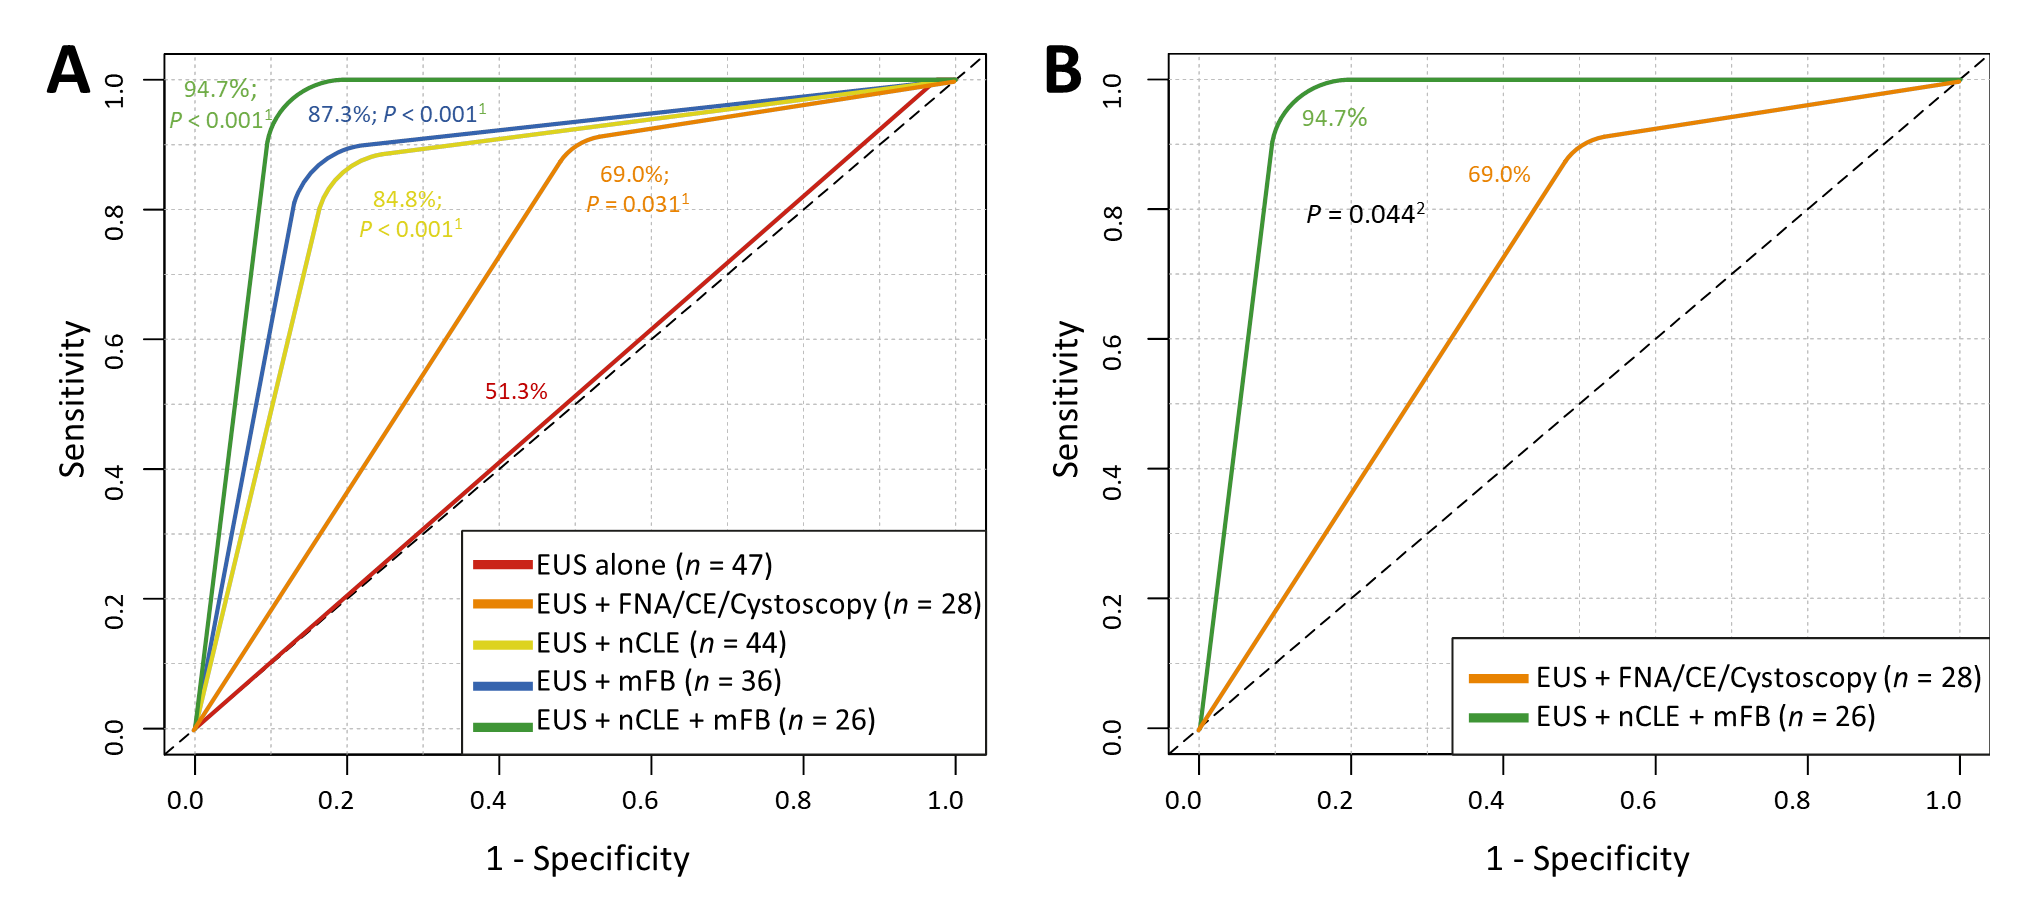 A
94.7%;
P < 0.001¹
87.3%; P < 0.001¹
84.8%;
P < 0.001¹
69.0%;
P = 0.031¹
51.3%
Sensitivity
1.0
0.8
0.6
0.4
0.2
0.0
EUS alone (n = 47)
EUS + FNA/CE/Cystoscopy (n = 28)
EUS + nCLE (n = 44)
EUS + mFB (n = 36)
EUS + nCLE + mFB (n = 26)
0.0 0.2 0.4 0.6 0.8 1.0
1 - Specificity
B
94.7%
69.0%
P = 0.044²
Sensitivity
1.0
0.8
0.6
0.4
0.2
0.0
EUS + FNA/CE/Cystoscopy (n = 28)
EUS + nCLE + mFB (n = 26)
0.0 0.2 0.4 0.6 0.8 1.0
1 - Specificity